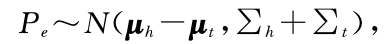 P_e ~ N(μ_h − μ_t, Σ_h + Σ_t),